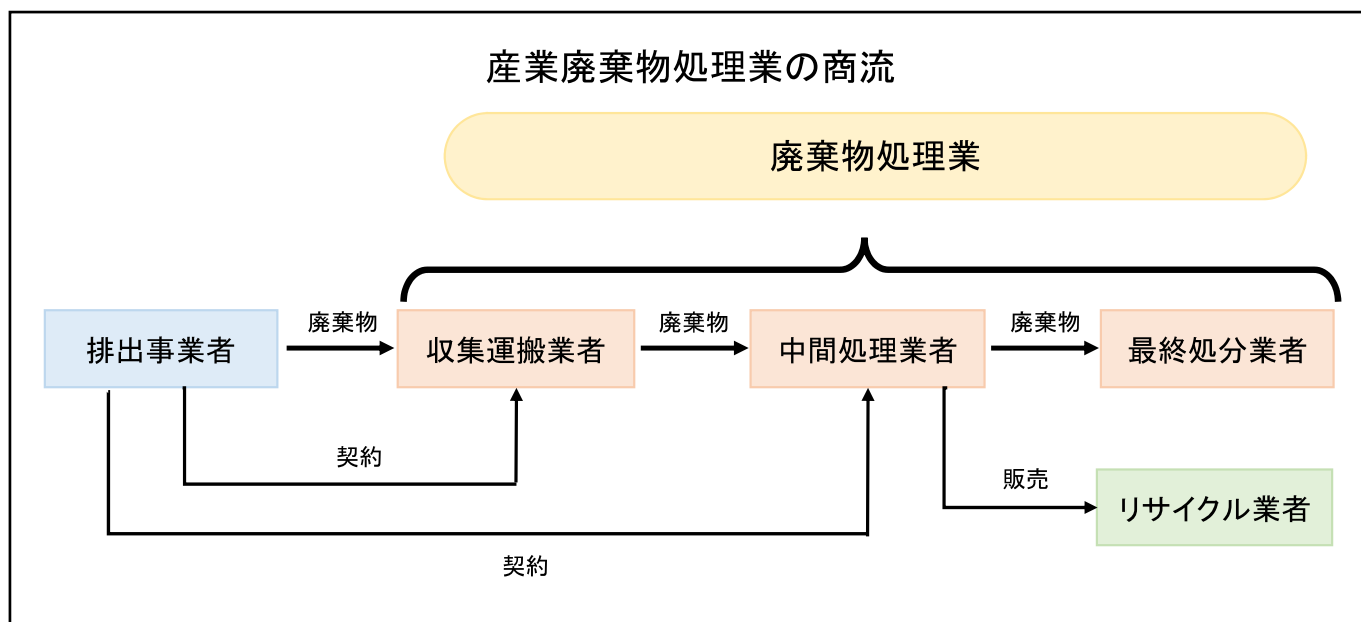 産業廃棄物処理業の商流
廃棄物処理業
排出事業者
廃棄物
収集運搬業者
廃棄物
中間処理業者
廃棄物
最終処分業者
契約
販売
リサイクル業者
契約